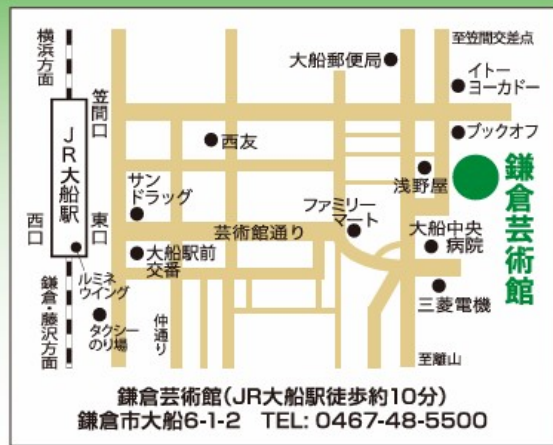 横浜方面
笠間口
JR大船駅
西口
東口
ルミネ
ウイング
鎌倉・藤沢方面
タクシー
のり場
仲通り
サン
ドラッグ
大船駅前
交番
西友
芸術館通り
大船郵便局
ファミリー
マート
至笠間交差点
イトー
ヨーカドー
ブックオフ
浅野屋
鎌倉芸術館
大船中央
病院
三菱電機
至離山
鎌倉芸術館(JR大船駅徒歩約10分)
鎌倉市大船6-1-2 TEL: 0467-48-5500